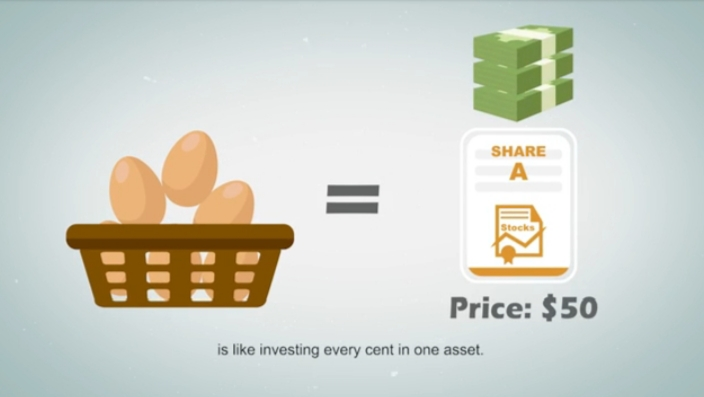 SHARE
A
Stocks
Price: $50
is like investing every cent in one asset.